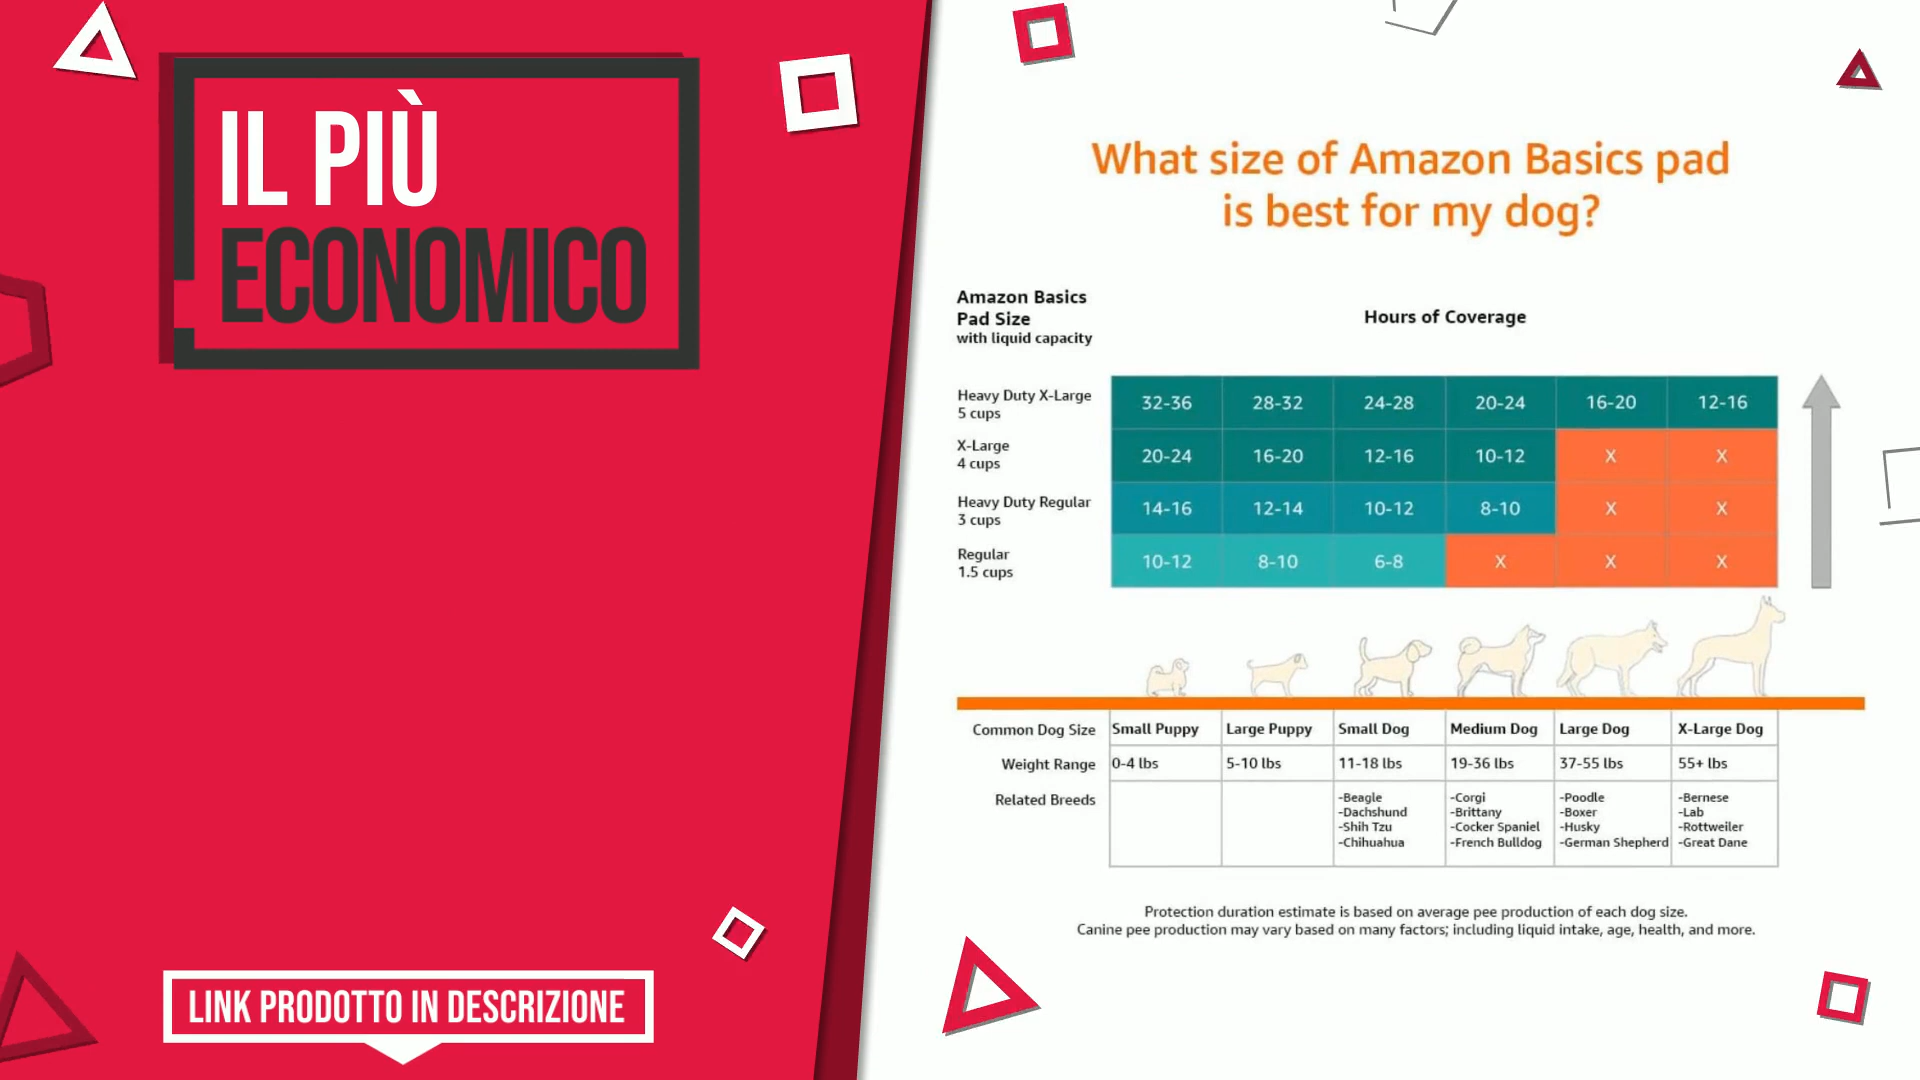 IL PIÙ
ECONOMICO
LINK PRODOTTO IN DESCRIZIONE
What size of Amazon Basics pad
is best for my dog?
Amazon Basics
Pad Size
with liquid capacity
Hours of Coverage
Heavy Duty X-Large
5 cups
32-36 28-32 24-28 20-24 16-20 12-16
X-Large
4 cups
20-24 16-20 12-16 10-12 X X
Heavy Duty Regular
3 cups
14-16 12-14 10-12 8-10 X X
Regular
1.5 cups
10-12 8-10 6-8 X X X
Common Dog Size Small Puppy Large Puppy Small Dog Medium Dog Large Dog X-Large Dog
Weight Range 0-4 lbs 5-10 lbs 11-18 lbs 19-36 lbs 37-55 lbs 55+ lbs
Related Breeds
-Beagle -Corgi -Poodle -Bernese
-Dachshund -Brittany -Boxer -Lab
-Shih Tzu -Cocker Spaniel -Husky -Rottweiler
-Chihuahua -French Bulldog -German Shepherd -Great Dane
Protection duration estimate is based on average pee production of each dog size.
Canine pee production may vary based on many factors; including liquid intake, age, health, and more.